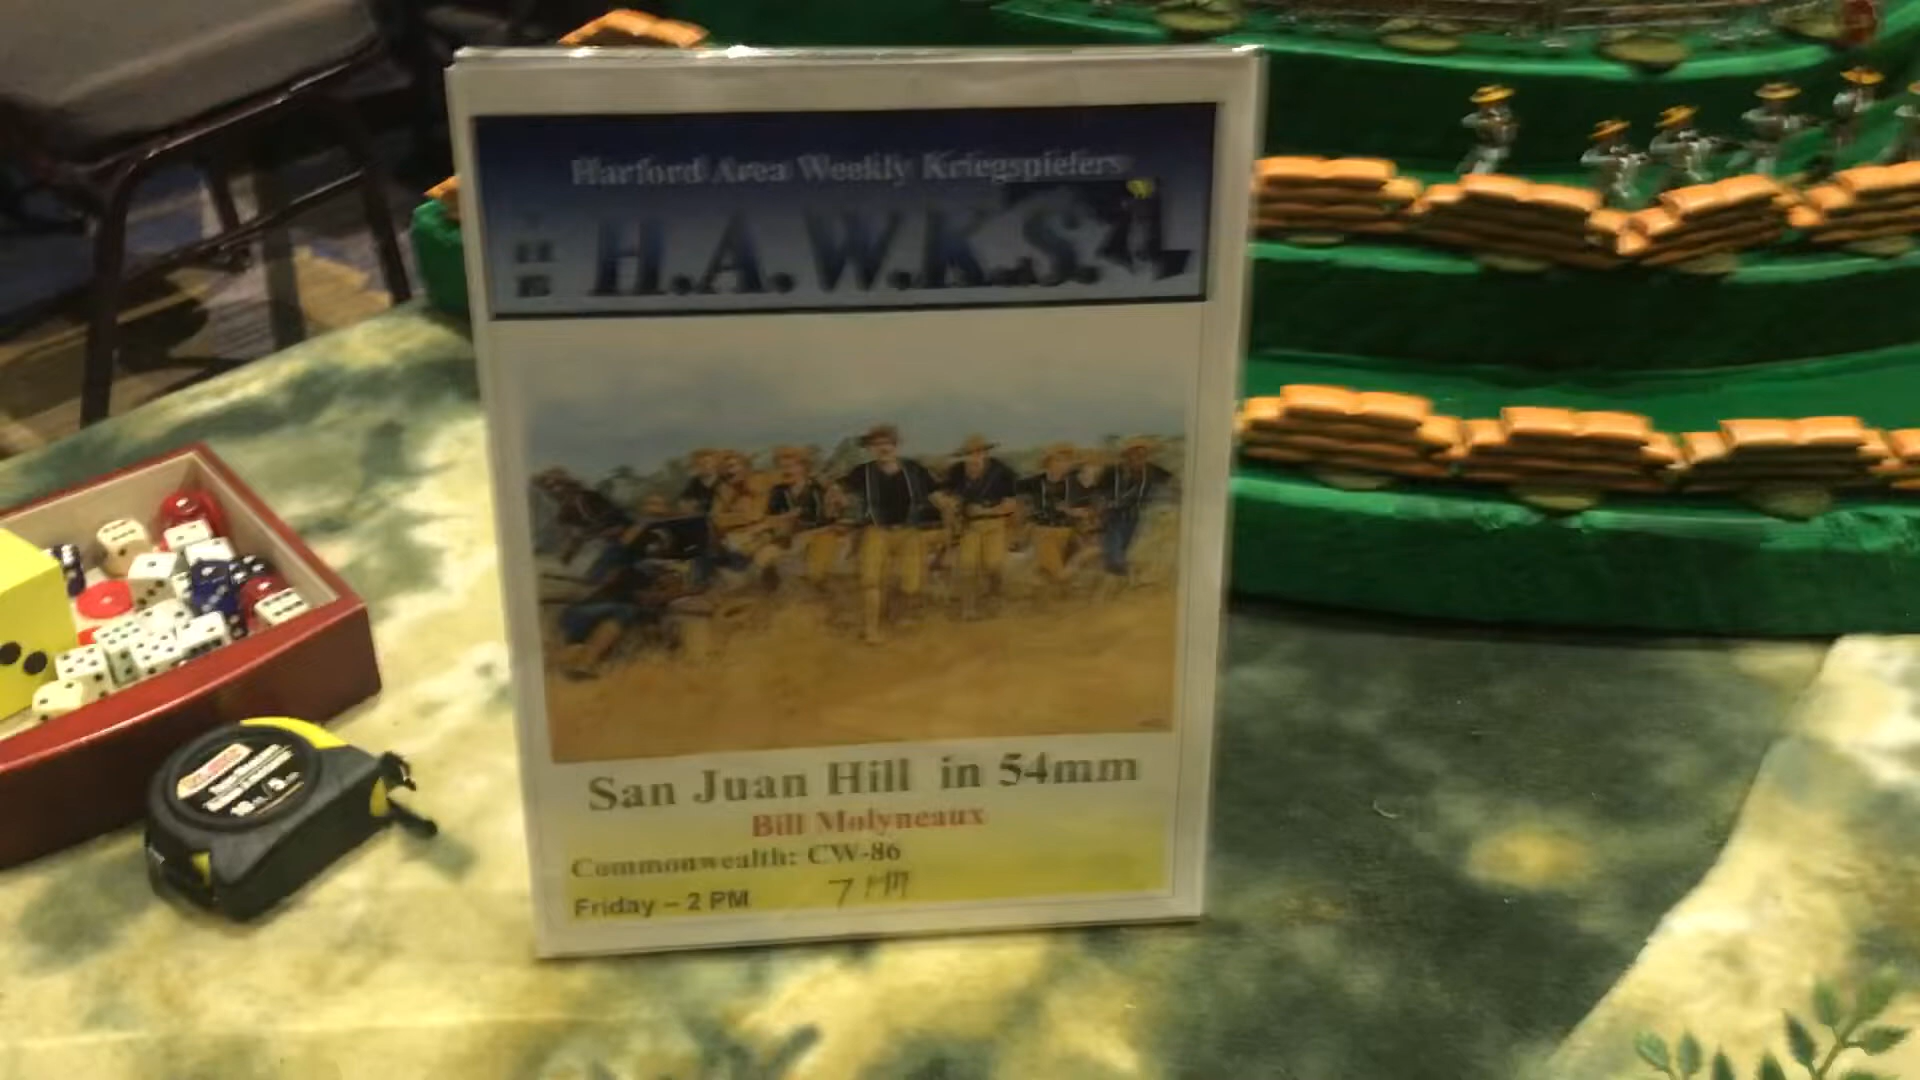 Harford Area Weekly Kriegspielers
THE
H.A.W.K.S.
San Juan Hill in 54mm
Bill Molyneaux
Commonwealth: CW-86
Friday – 2 PM 7 PM